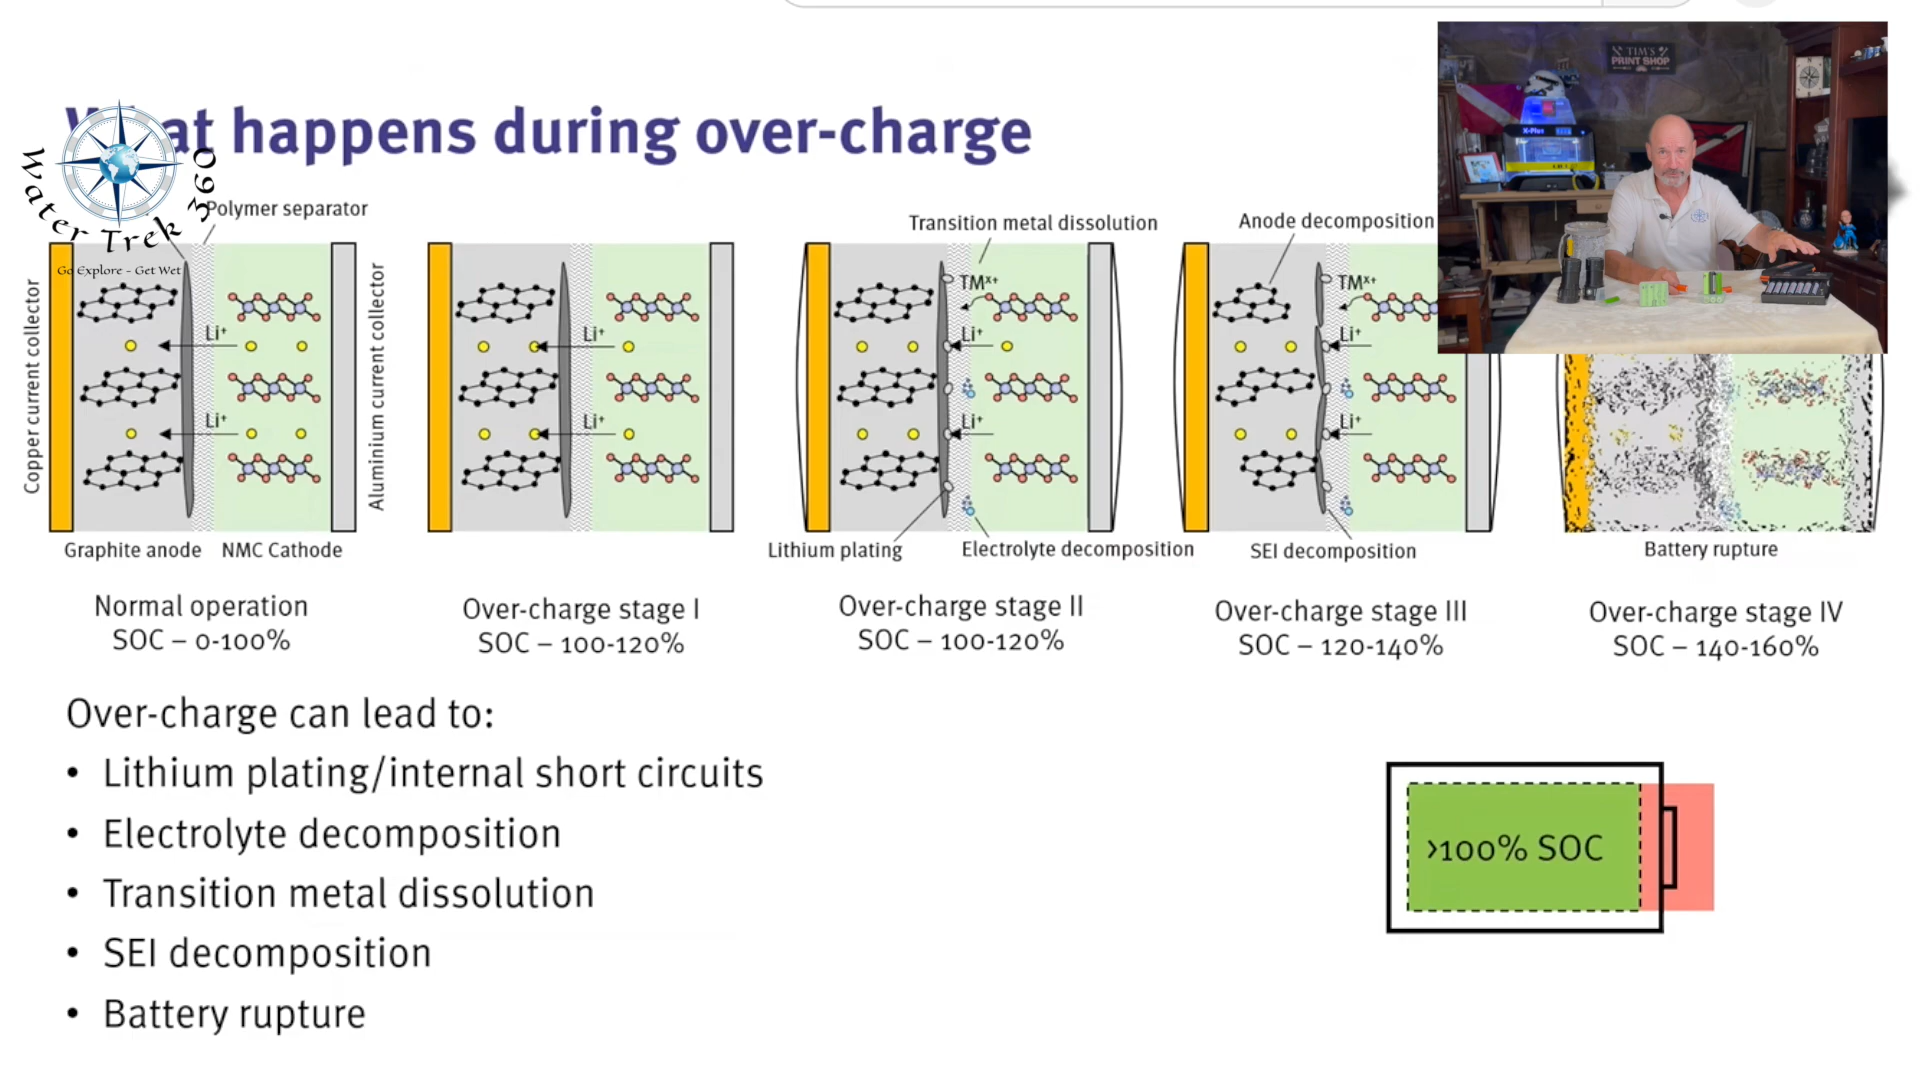 What happens during over-charge
Water Trek 360
Go Explore - Get Wet
TIM'S
PRINT SHOP
X-Plus
Polymer separator
Transition metal dissolution
Anode decomposition
Copper current collector
Aluminium current collector
Li⁺
Li⁺
Li⁺
Li⁺
TMˣ⁺
Li⁺
Li⁺
TMˣ⁺
Li⁺
Li⁺
Graphite anode
NMC Cathode
Lithium plating
Electrolyte decomposition
SEI decomposition
Battery rupture
Normal operation
SOC – 0-100%
Over-charge stage I
SOC – 100-120%
Over-charge stage II
SOC – 100-120%
Over-charge stage III
SOC – 120-140%
Over-charge stage IV
SOC – 140-160%
Over-charge can lead to:
• Lithium plating/internal short circuits
• Electrolyte decomposition
• Transition metal dissolution
• SEI decomposition
• Battery rupture
>100% SOC